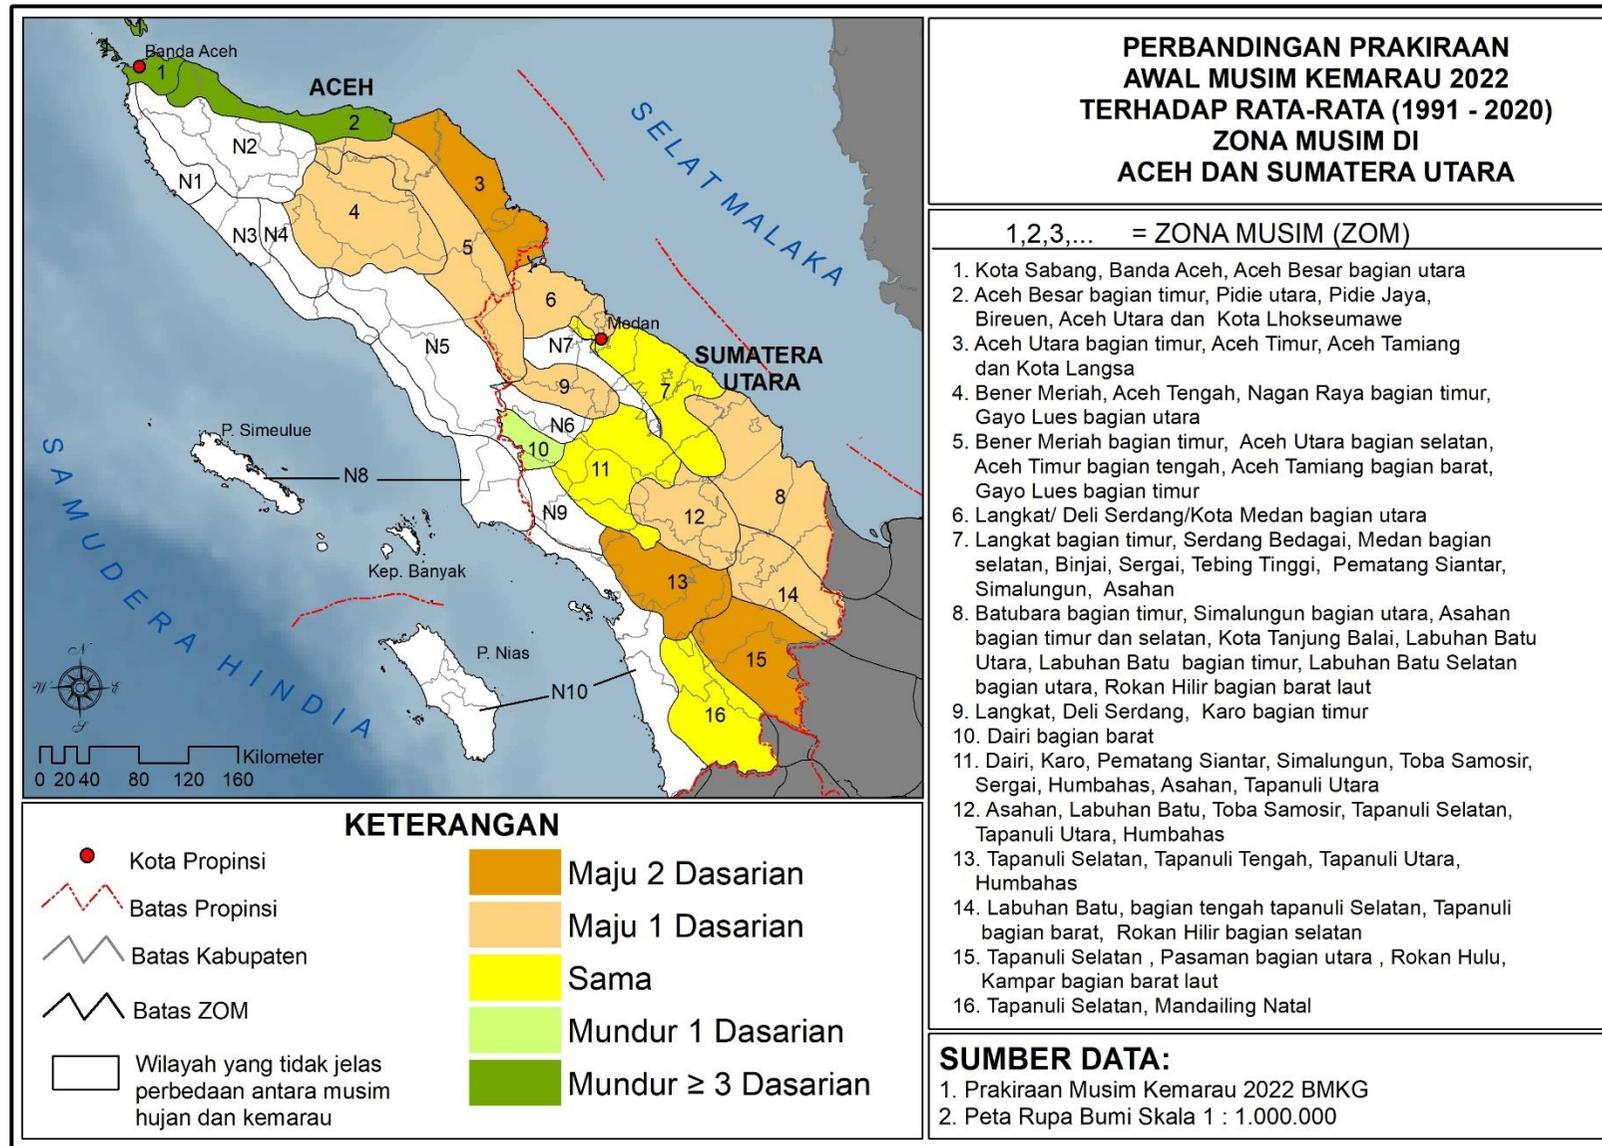 Banda Aceh
1
ACEH
2
N2
3
N1
4
N3
N4
5
SELAT MALAKA
6
Medan
N7
SUMATERA
UTARA
N5
9
7
N6
P. Simeulue
10
11
N8
8
12
N9
Kep. Banyak
13
14
P. Nias
15
N10
16
SAMUDERA HINDIA
N
W
E
S
Kilometer
0 20 40 80 120 160
PERBANDINGAN PRAKIRAAN
AWAL MUSIM KEMARAU 2022
TERHADAP RATA-RATA (1991 - 2020)
ZONA MUSIM DI
ACEH DAN SUMATERA UTARA
1,2,3,... = ZONA MUSIM (ZOM)
1. Kota Sabang, Banda Aceh, Aceh Besar bagian utara
2. Aceh Besar bagian timur, Pidie utara, Pidie Jaya,
Bireuen, Aceh Utara dan Kota Lhokseumawe
3. Aceh Utara bagian timur, Aceh Timur, Aceh Tamiang
dan Kota Langsa
4. Bener Meriah, Aceh Tengah, Nagan Raya bagian timur,
Gayo Lues bagian utara
5. Bener Meriah bagian timur, Aceh Utara bagian selatan,
Aceh Timur bagian tengah, Aceh Tamiang bagian barat,
Gayo Lues bagian timur
6. Langkat/ Deli Serdang/Kota Medan bagian utara
7. Langkat bagian timur, Serdang Bedagai, Medan bagian
selatan, Binjai, Sergai, Tebing Tinggi, Pematang Siantar,
Simalungun, Asahan
8. Batubara bagian timur, Simalungun bagian utara, Asahan
bagian timur dan selatan, Kota Tanjung Balai, Labuhan Batu
Utara, Labuhan Batu bagian timur, Labuhan Batu Selatan
bagian utara, Rokan Hilir bagian barat laut
9. Langkat, Deli Serdang, Karo bagian timur
10. Dairi bagian barat
11. Dairi, Karo, Pematang Siantar, Simalungun, Toba Samosir,
Sergai, Humbahas, Asahan, Tapanuli Utara
12. Asahan, Labuhan Batu, Toba Samosir, Tapanuli Selatan,
Tapanuli Utara, Humbahas
13. Tapanuli Selatan, Tapanuli Tengah, Tapanuli Utara,
Humbahas
14. Labuhan Batu, bagian tengah tapanuli Selatan, Tapanuli
bagian barat, Rokan Hilir bagian selatan
15. Tapanuli Selatan , Pasaman bagian utara , Rokan Hulu,
Kampar bagian barat laut
16. Tapanuli Selatan, Mandailing Natal
KETERANGAN
Kota Propinsi
Batas Propinsi
Batas Kabupaten
Batas ZOM
Wilayah yang tidak jelas
perbedaan antara musim
hujan dan kemarau
Maju 2 Dasarian
Maju 1 Dasarian
Sama
Mundur 1 Dasarian
Mundur ≥ 3 Dasarian
SUMBER DATA:
1. Prakiraan Musim Kemarau 2022 BMKG
2. Peta Rupa Bumi Skala 1 : 1.000.000